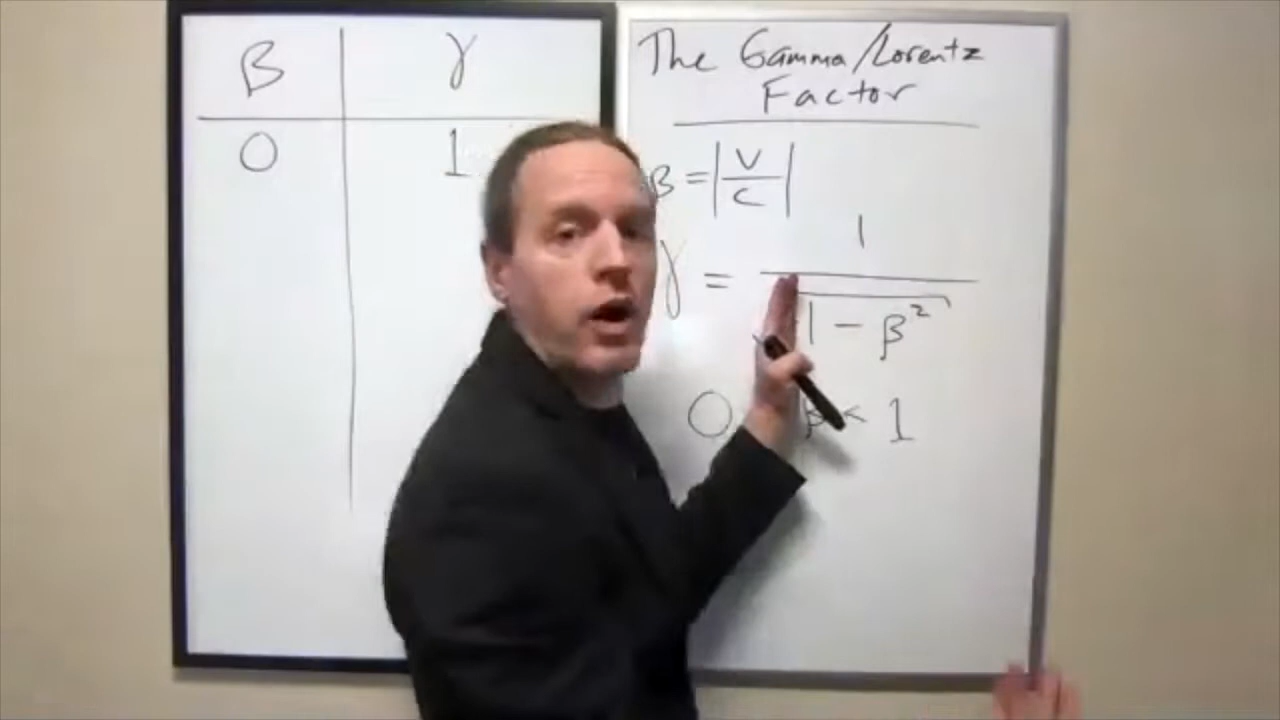 β γ
0 1
The Gamma/Lorentz
Factor
β = |v/c|
γ = 1/√(1 - β²)
0 β < 1